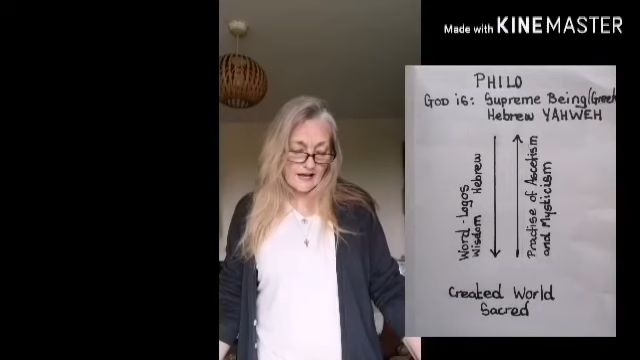 Made with KINEMASTER
PHILO
GOD is: Supreme Being (Greek
Hebrew YAHWEH
Word - Logos
Wisdom Hebrew
Practise of Ascetism
and Mysticism
Created World
Sacred